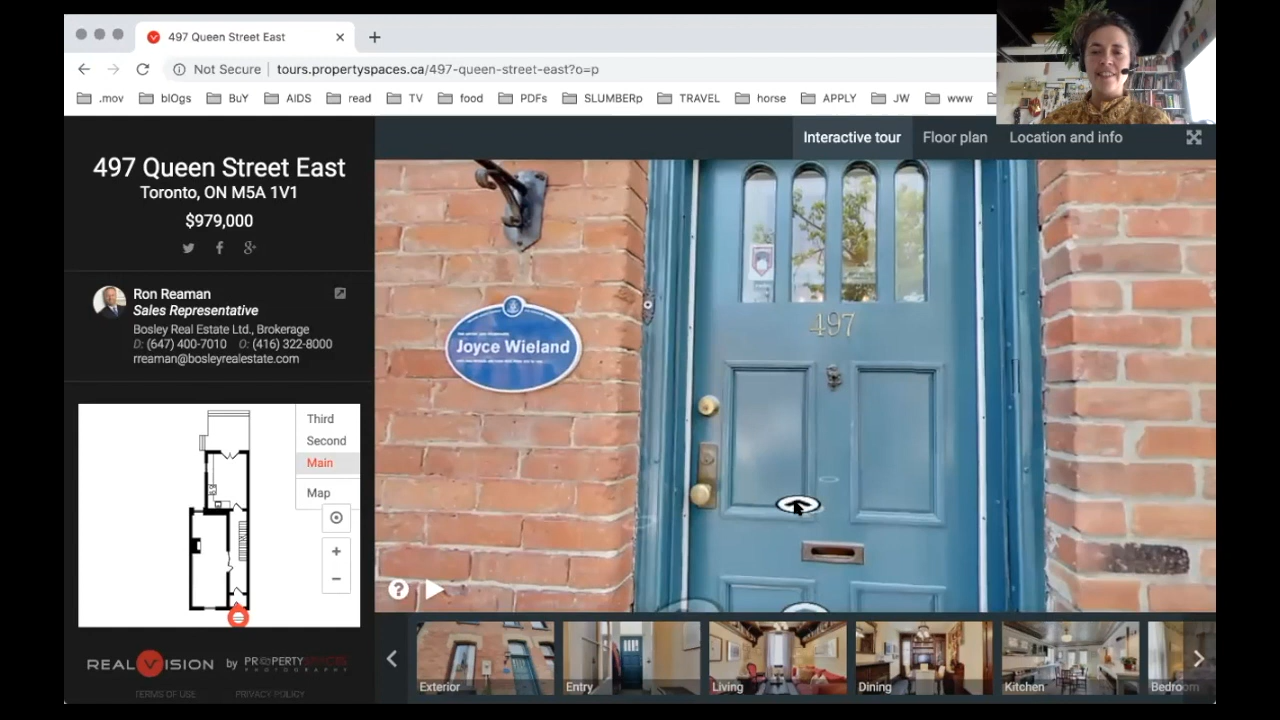 497 Queen Street East
Not Secure | tours.propertyspaces.ca/497-queen-street-east?o=p
.mov blOgs BuY AIDS read TV food PDFs SLUMBERp TRAVEL horse APPLY JW www
Interactive tour Floor plan Location and info
497 Queen Street East
Toronto, ON M5A 1V1
$979,000
Ron Reaman
Sales Representative
Bosley Real Estate Ltd., Brokerage
D: (647) 400-7010 O: (416) 322-8000
rreaman@bosleyrealestate.com
Third
Second
Main
Map
REALVISION by PROPERTYSPACES
PHOTOGRAPHY
TERMS OF USE PRIVACY POLICY
Joyce Wieland
497
Exterior Entry Living Dining Kitchen Bedroom